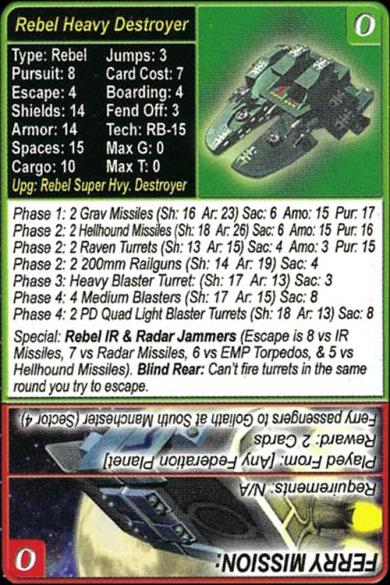 Rebel Heavy Destroyer
0
Type: Rebel Jumps: 3
Pursuit: 8 Card Cost: 7
Escape: 4 Boarding: 4
Shields: 14 Fend Off: 3
Armor: 14 Tech: RB-15
Spaces: 15 Max G: 0
Cargo: 10 Max T: 0
Upg: Rebel Super Hvy. Destroyer
Phase 1: 2 Grav Missiles (Sh: 16 Ar: 23) Sac: 6 Amo: 15 Pur: 17
Phase 2: 2 Hellhound Missiles (Sh: 18 Ar: 26) Sac: 6 Amo: 15 Pur: 16
Phase 2: 2 Raven Turrets (Sh: 13 Ar: 15) Sac: 4 Amo: 3 Pur: 15
Phase 2: 2 200mm Railguns (Sh: 14 Ar: 19) Sac: 4
Phase 3: Heavy Blaster Turret: (Sh: 17 Ar: 13) Sac: 3
Phase 4: 4 Medium Blasters (Sh: 17 Ar: 15) Sac: 8
Phase 4: 2 PD Quad Light Blaster Turrets (Sh: 18 Ar: 13) Sac: 8
Special: Rebel IR & Radar Jammers (Escape is 8 vs IR
Missiles, 7 vs Radar Missiles, 6 vs EMP Torpedos, & 5 vs
Hellhound Missiles). Blind Rear: Can't fire turrets in the same
round you try to escape.
FERRY MISSION:
0
Requirements: N/A
Played From: [Any Federation Planet]
Reward: 2 Cards
Ferry passengers to Goliath at South Manchester (Sector 4)